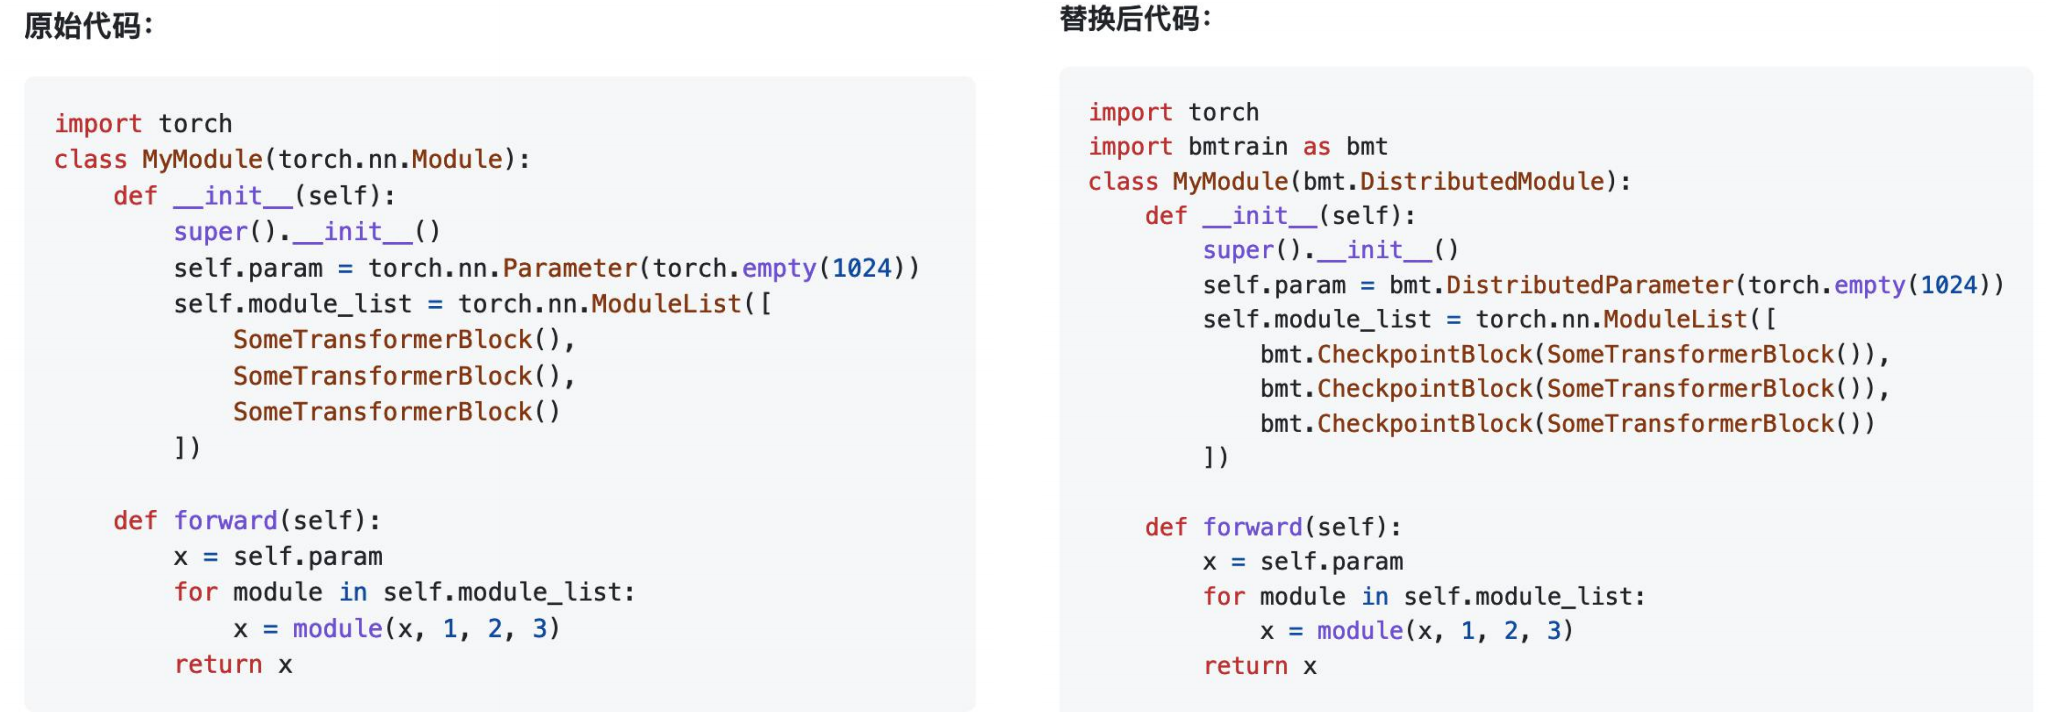 原始代码：
import torch
class MyModule(torch.nn.Module):
    def __init__(self):
        super().__init__()
        self.param = torch.nn.Parameter(torch.empty(1024))
        self.module_list = torch.nn.ModuleList([
            SomeTransformerBlock(),
            SomeTransformerBlock(),
            SomeTransformerBlock()
        ])

    def forward(self):
        x = self.param
        for module in self.module_list:
            x = module(x, 1, 2, 3)
        return x
替换后代码：
import torch
import bmtrain as bmt
class MyModule(bmt.DistributedModule):
    def __init__(self):
        super().__init__()
        self.param = bmt.DistributedParameter(torch.empty(1024))
        self.module_list = torch.nn.ModuleList([
            bmt.CheckpointBlock(SomeTransformerBlock()),
            bmt.CheckpointBlock(SomeTransformerBlock()),
            bmt.CheckpointBlock(SomeTransformerBlock())
        ])

    def forward(self):
        x = self.param
        for module in self.module_list:
            x = module(x, 1, 2, 3)
        return x